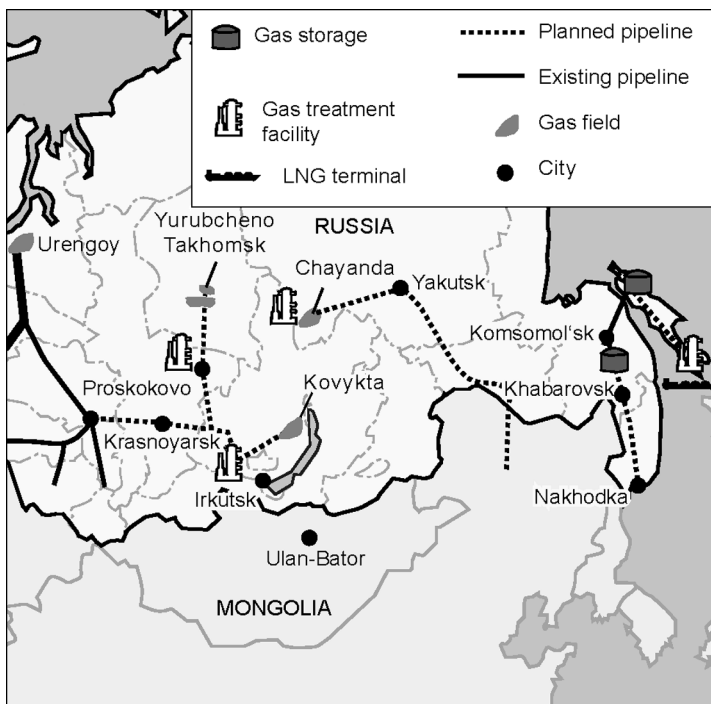 Gas storage
Planned pipeline
Existing pipeline
Gas treatment
facility
Gas field
LNG terminal
City
Yurubcheno
Takhomsk
RUSSIA
Urengoy
Chayanda
Yakutsk
Komsomol'sk
Proskokovo
Kovykta
Khabarovsk
Krasnoyarsk
Irkutsk
Nakhodka
Ulan-Bator
MONGOLIA